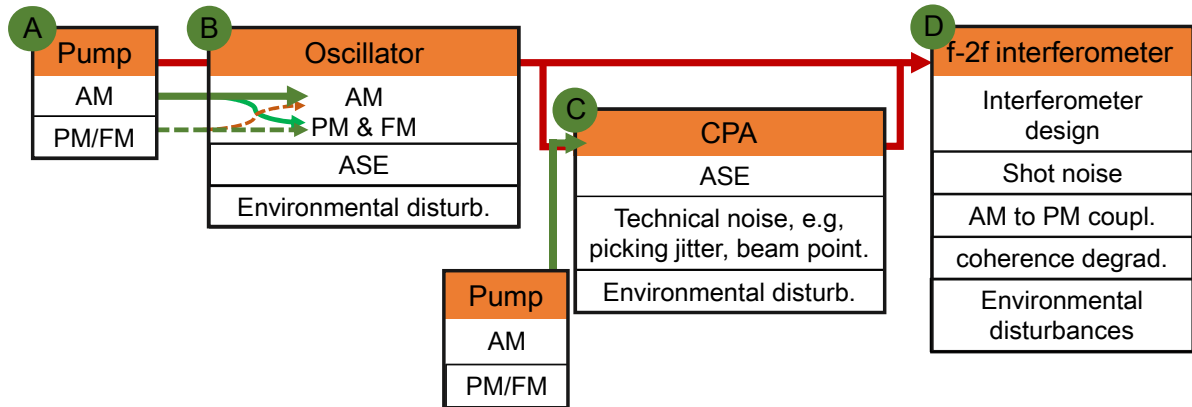 A
Pump
AM
PM/FM
B
Oscillator
AM
PM & FM
ASE
Environmental disturb.
C
CPA
ASE
Technical noise, e.g,
picking jitter, beam point.
Environmental disturb.
Pump
AM
PM/FM
D
f-2f interferometer
Interferometer
design
Shot noise
AM to PM coupl.
coherence degrad.
Environmental
disturbances